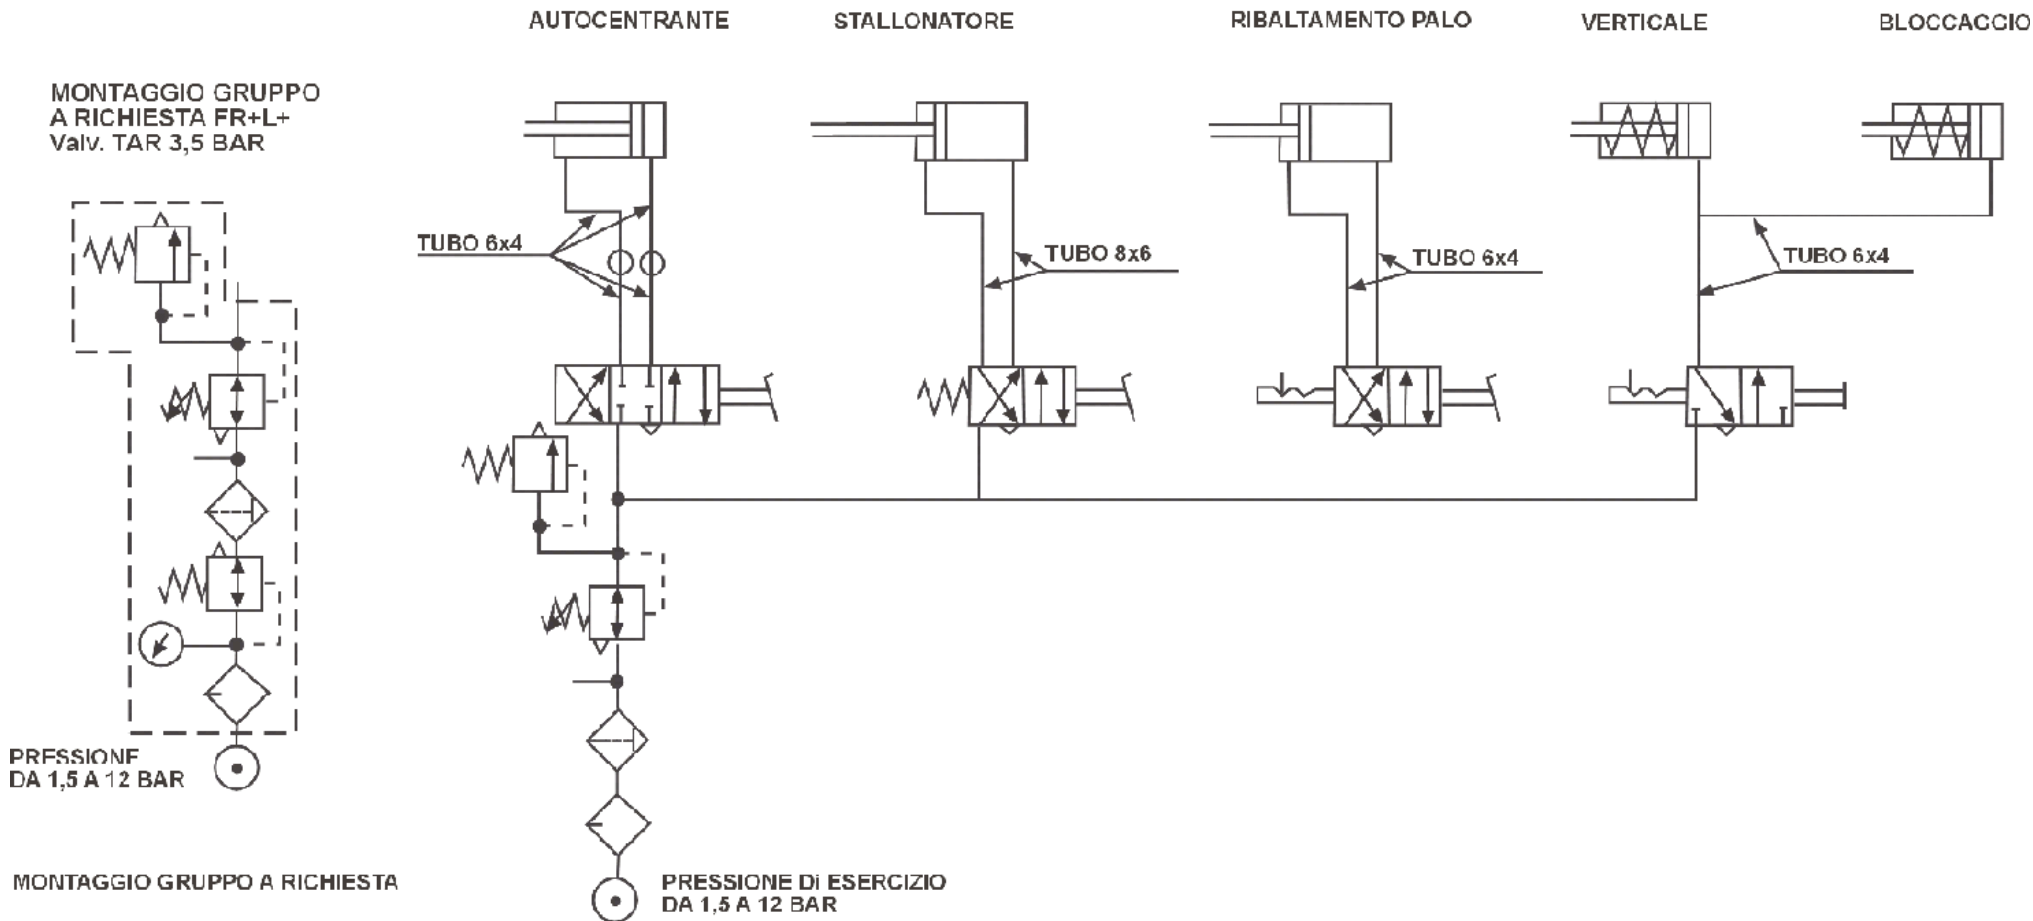 AUTOCENTRANTE
STALLONATORE
RIBALTAMENTO PALO
VERTICALE
BLOCCAGGIO
MONTAGGIO GRUPPO
A RICHIESTA FR+L+
Valv. TAR 3,5 BAR
TUBO 6x4
TUBO 8x6
TUBO 6x4
TUBO 6x4
PRESSIONE
DA 1,5 A 12 BAR
MONTAGGIO GRUPPO A RICHIESTA
PRESSIONE Di ESERCIZIO
DA 1,5 A 12 BAR